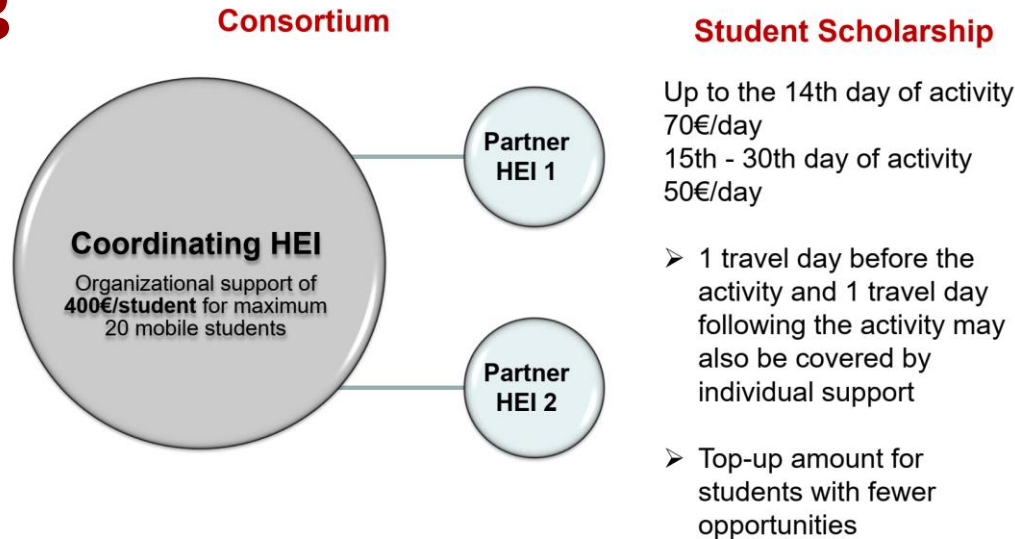 Consortium
Coordinating HEI
Organizational support of
400€/student for maximum
20 mobile students
Partner
HEI 1
Partner
HEI 2
Student Scholarship
Up to the 14th day of activity
70€/day
15th - 30th day of activity
50€/day
➢ 1 travel day before the
activity and 1 travel day
following the activity may
also be covered by
individual support
➢ Top-up amount for
students with fewer
opportunities